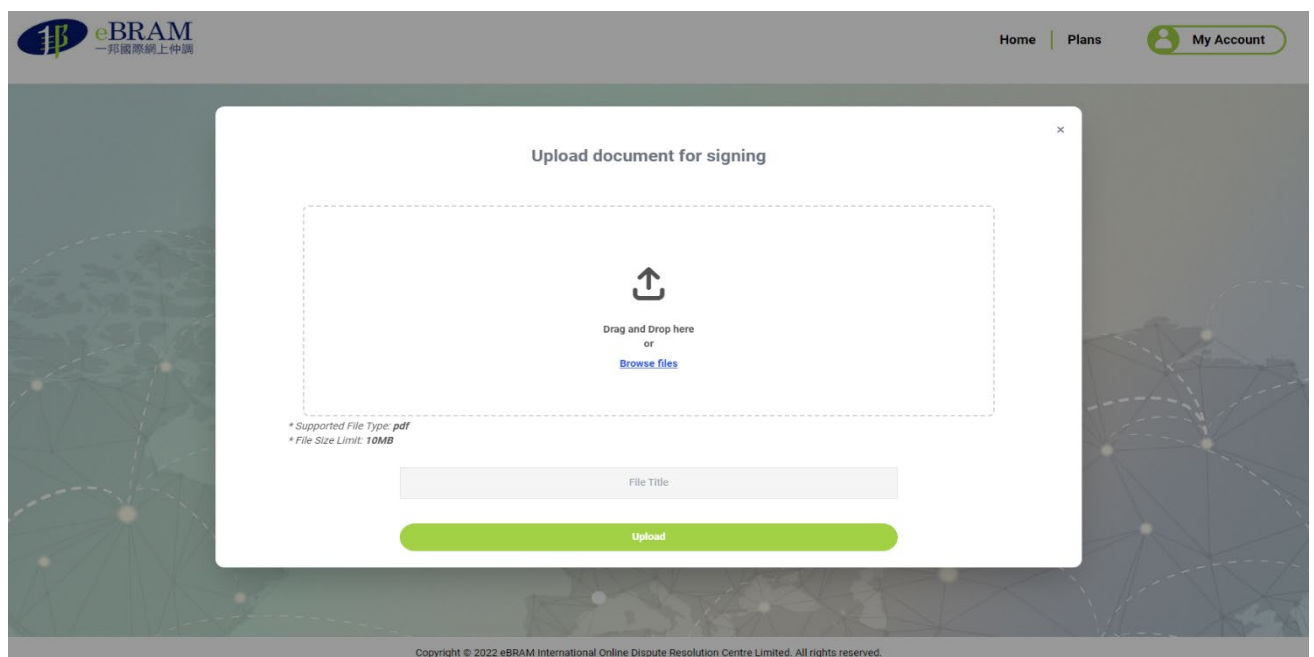 邦 eBRAM
一邦國際網上仲調
Home Plans My Account
×
Upload document for signing
Drag and Drop here
or
Browse files
* Supported File Type: pdf
* File Size Limit: 10MB
File Title
Upload
Copyright © 2022 eBRAM International Online Dispute Resolution Centre Limited. All rights reserved.